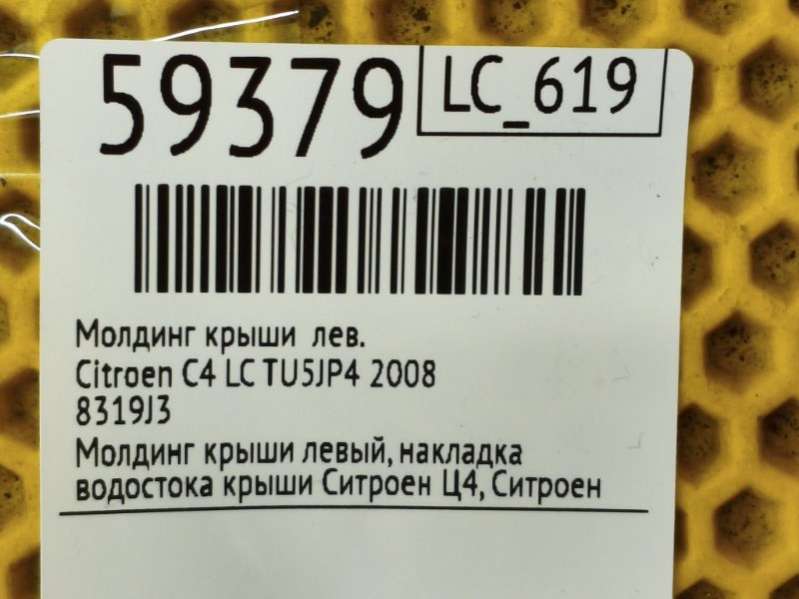 59379 LC_619
Молдинг крыши лев.
Citroen C4 LC TU5JP4 2008
8319J3
Молдинг крыши левый, накладка
водостока крыши Ситроен Ц4, Ситроен